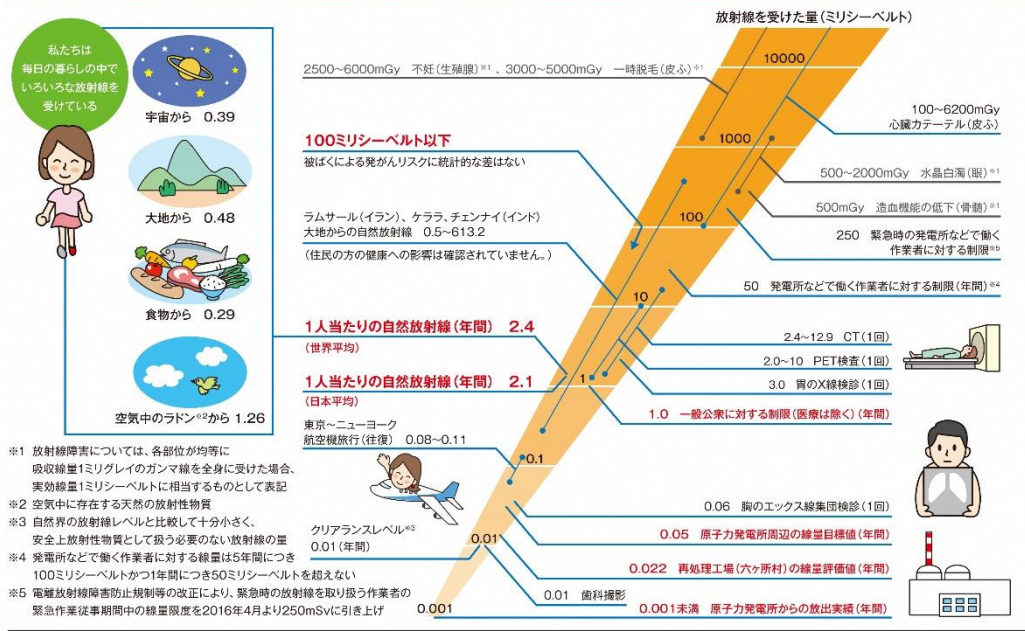 放射線を受けた量(ミリシーベルト)
私たちは
毎日の暮らしの中で
いろいろな放射線を
受けている
宇宙から 0.39
大地から 0.48
食物から 0.29
空気中のラドン※2から 1.26
10000
1000
100
10
1
0.1
0.01
0.001
2500~6000mGy 不妊(生殖腺)※1 、3000~5000mGy 一時脱毛(皮ふ)※1
100ミリシーベルト以下
被ばくによる発がんリスクに統計的な差はない
ラムサール(イラン)、ケララ、チェンナイ(インド)
大地からの自然放射線 0.5~613.2
(住民の方の健康への影響は確認されていません。)
1人当たりの自然放射線(年間) 2.4
(世界平均)
1人当たりの自然放射線(年間) 2.1
(日本平均)
東京~ニューヨーク
航空機旅行(往復) 0.08~0.11
クリアランスレベル※3
0.01(年間)
100~6200mGy
心臓カテーテル(皮ふ)
500~2000mGy 水晶白濁(眼)※1
500mGy 造血機能の低下(骨髄)※1
250 緊急時の発電所などで働く
作業者に対する制限※5
50 発電所などで働く作業者に対する制限(年間)※4
2.4~12.9 CT(1回)
2.0~10 PET検査(1回)
3.0 胃のX線検診(1回)
1.0 一般公衆に対する制限(医療は除く)(年間)
0.06 胸のエックス線集団検診(1回)
0.05 原子力発電所周辺の線量目標値(年間)
0.022 再処理工場(六ヶ所村)の線量評価値(年間)
0.01 歯科撮影
0.001未満 原子力発電所からの放出実績(年間)
※1 放射線障害については、各部位が均等に
吸収線量1ミリグレイのガンマ線を全身に受けた場合、
実効線量1ミリシーベルトに相当するものとして表記
※2 空気中に存在する天然の放射性物質
※3 自然界の放射線レベルと比較して十分小さく、
安全上放射性物質として扱う必要のない放射線の量
※4 発電所などで働く作業者に対する線量は5年間につき
100ミリシーベルトかつ1年間につき50ミリシーベルトを超えない
※5 電離放射線障害防止規制等の改正により、緊急時の放射線を取り扱う作業者の
緊急作業従事期間中の線量限度を2016年4月より250mSvに引き上げ